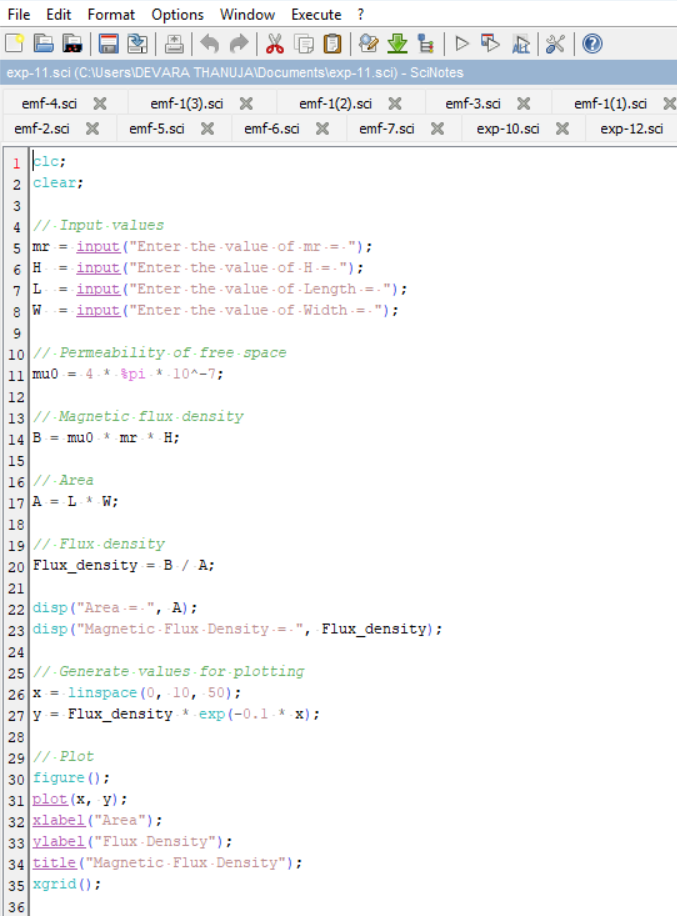 File Edit Format Options Window Execute ?
exp-11.sci (C:\Users\DEVARA THANUJA\Documents\exp-11.sci) - SciNotes
emf-4.sci emf-1(3).sci emf-1(2).sci emf-3.sci emf-1(1).sci
emf-2.sci emf-5.sci emf-6.sci emf-7.sci exp-10.sci exp-12.sci
1 clc;
2 clear;
3
4 // Input values
5 mr = input("Enter the value of mr = ");
6 H  = input("Enter the value of H = ");
7 L  = input("Enter the value of Length = ");
8 W  = input("Enter the value of Width = ");
9
10 // Permeability of free space
11 mu0 = 4 * %pi * 10^-7;
12
13 // Magnetic flux density
14 B = mu0 * mr * H;
15
16 // Area
17 A = L * W;
18
19 // Flux density
20 Flux_density = B / A;
21
22 disp("Area = ", A);
23 disp("Magnetic Flux Density = ", Flux_density);
24
25 // Generate values for plotting
26 x = linspace(0, 10, 50);
27 y = Flux_density * exp(-0.1 * x);
28
29 // Plot
30 figure();
31 plot(x, y);
32 xlabel("Area");
33 ylabel("Flux Density");
34 title("Magnetic Flux Density");
35 xgrid();
36